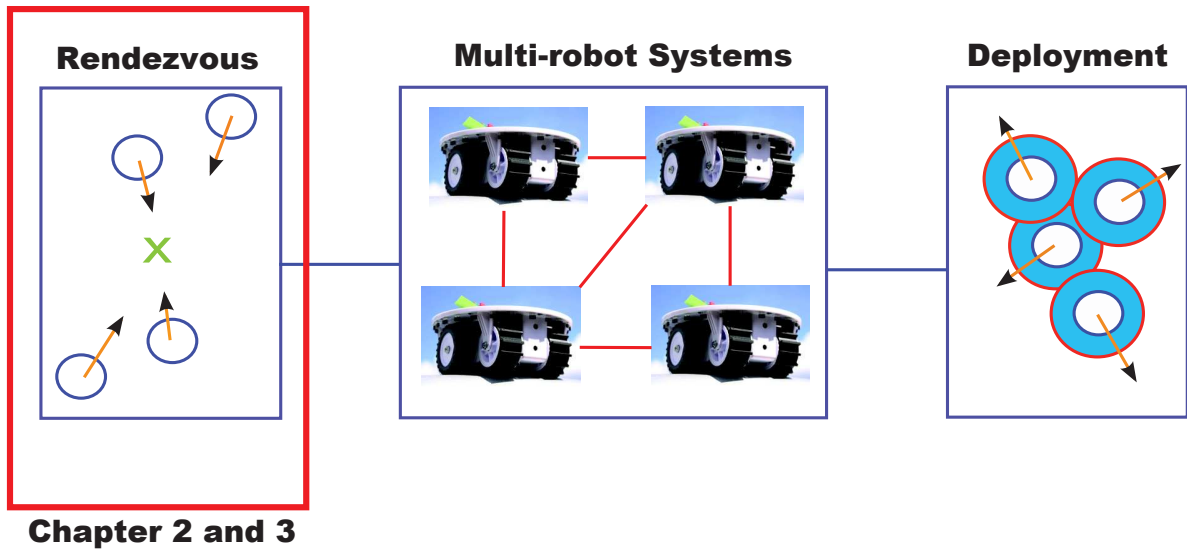 Rendezvous
Multi-robot Systems
Deployment
X
Chapter 2 and 3